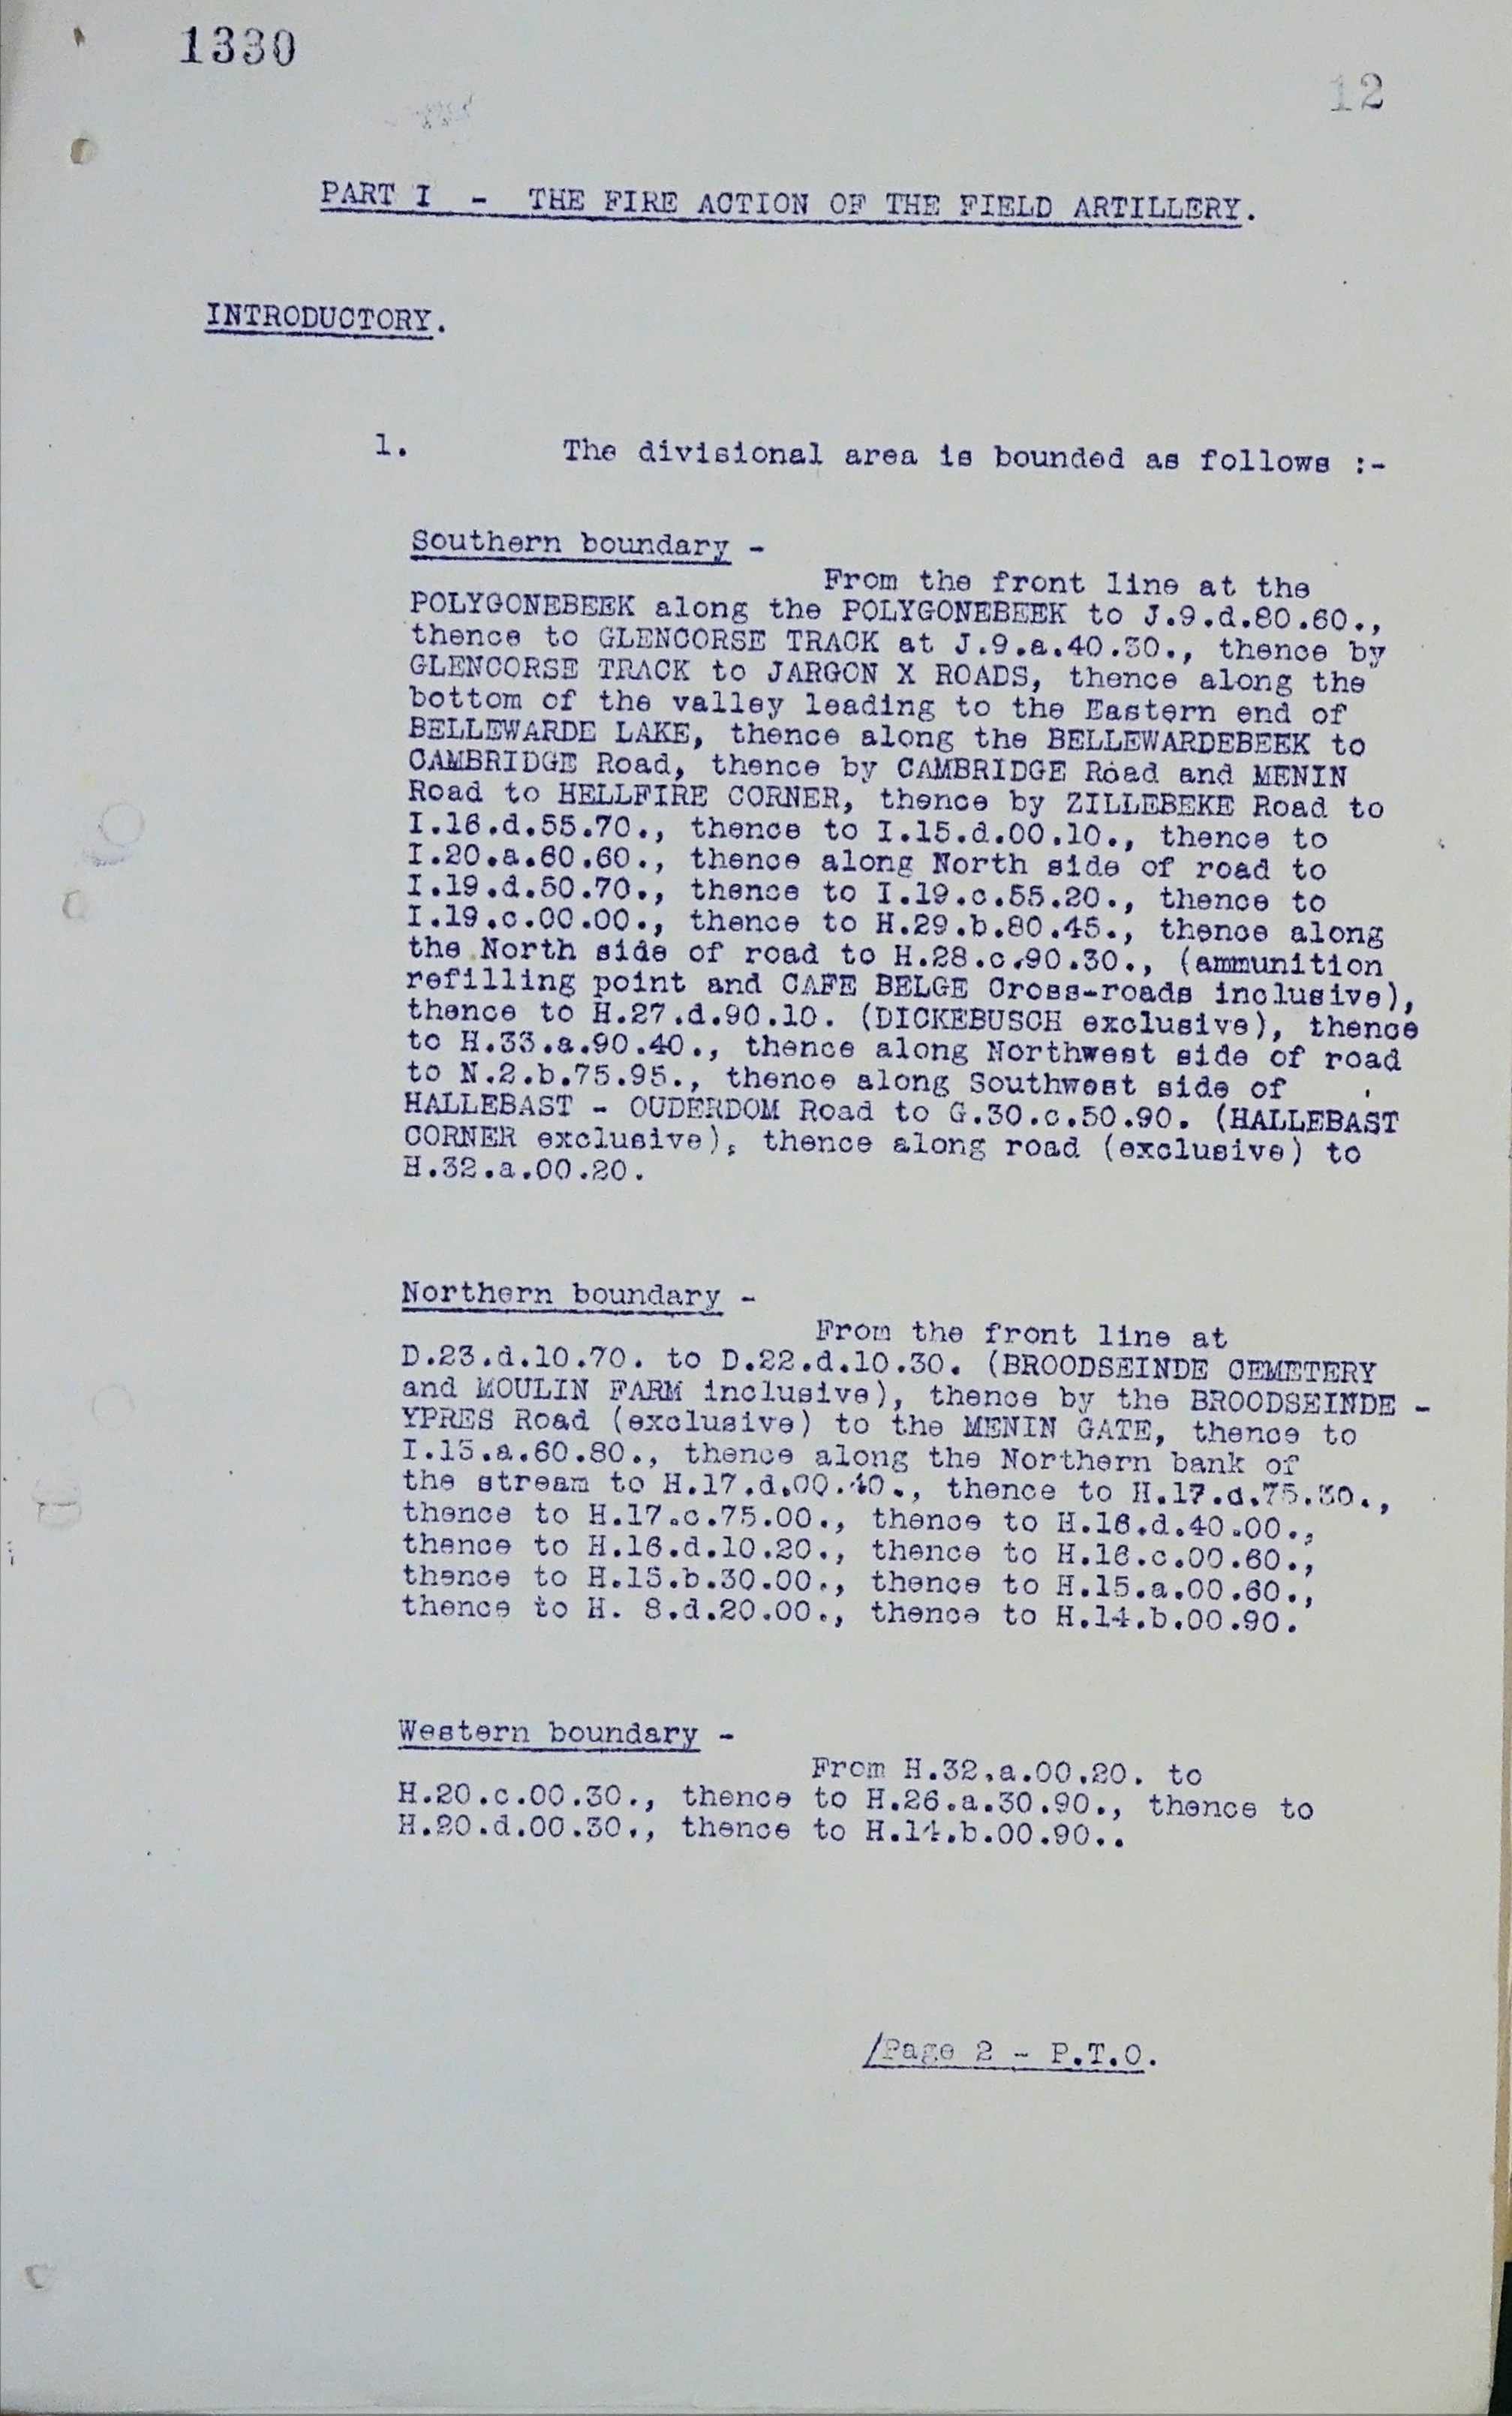 1330
12
PART I - THE FIRE ACTION OF THE FIELD ARTILLERY.
INTRODUCTORY.
1. The divisional area is bounded as follows :-
Southern boundary -
From the front line at the
POLYGONEBEEK along the POLYGONEBEEK to J.9.d.80.60.,
thence to GLENCORSE TRACK at J.9.a.40.30., thence by
GLENCORSE TRACK to JARGON X ROADS, thence along the
bottom of the valley leading to the Eastern end of
BELLEWARDE LAKE, thence along the BELLEWARDEBEEK to
CAMBRIDGE Road, thence by CAMBRIDGE Road and MENIN
Road to HELLFIRE CORNER, thence by ZILLEBEKE Road to
I.16.d.55.70., thence to I.15.d.00.10., thence to
I.20.a.60.60., thence along North side of road to
I.19.d.50.70., thence to I.19.c.55.20., thence to
I.19.c.00.00., thence to H.29.b.80.45., thence along
the North side of road to H.28.c.90.30., (ammunition
refilling point and CAFE BELGE Cross-roads inclusive),
thence to H.27.d.90.10. (DICKEBUSCH exclusive), thence
to H.33.a.90.40., thence along Northwest side of road
to N.2.b.75.95., thence along Southwest side of
HALLEBAST - OUDERDOM Road to G.30.c.50.90. (HALLEBAST
CORNER exclusive), thence along road (exclusive) to
H.32.a.00.20.
Northern boundary -
From the front line at
D.23.d.10.70. to D.22.d.10.30. (BROODSEINDE CEMETERY
and MOULIN FARM inclusive), thence by the BROODSEINDE -
YPRES Road (exclusive) to the MENIN GATE, thence to
I.13.a.60.80., thence along the Northern bank of
the stream to H.17.d.00.40., thence to H.17.d.75.30.,
thence to H.17.c.75.00., thence to H.16.d.40.00.,
thence to H.16.d.10.20., thence to H.16.c.00.60.,
thence to H.15.b.30.00., thence to H.15.a.00.60.,
thence to H. 8.d.20.00., thence to H.14.b.00.90.
Western boundary -
From H.32.a.00.20. to
H.20.c.00.30., thence to H.26.a.30.90., thence to
H.20.d.00.30., thence to H.14.b.00.90..
/Page 2 - P.T.O.